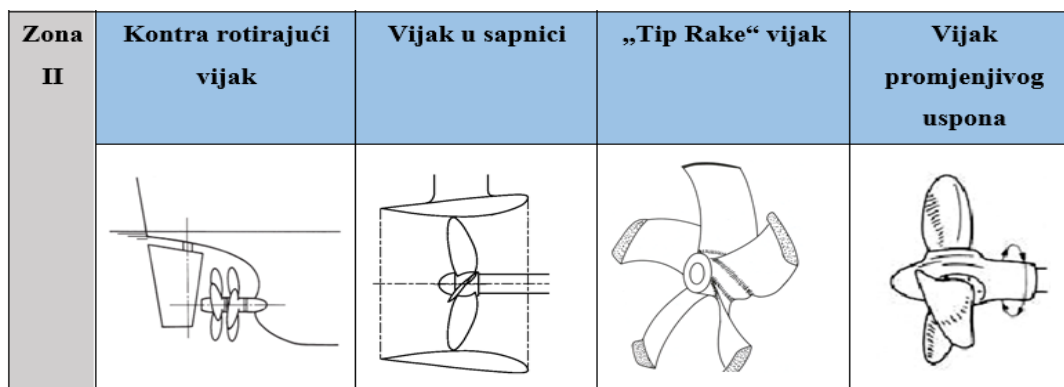 Zona
II
Kontra rotirajući
vijak
Vijak u sapnici
„Tip Rake“ vijak
Vijak
promjenjivog
uspona